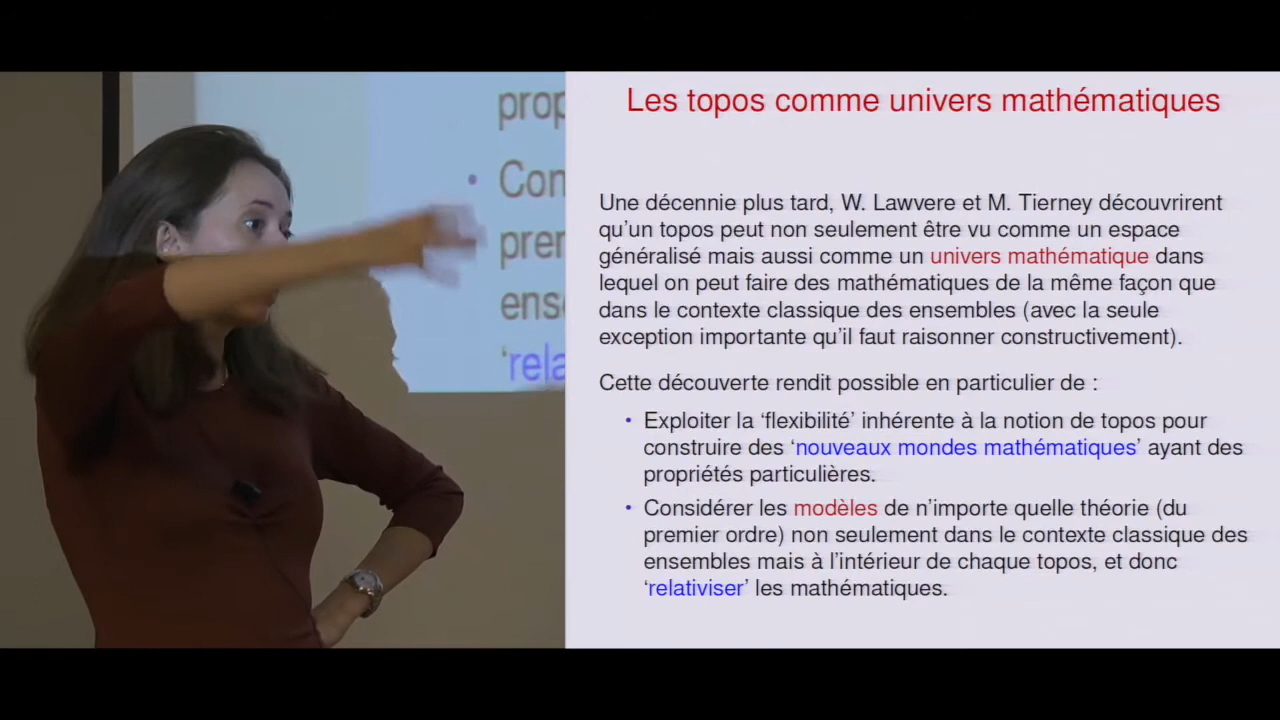 prop
• Con
prem
ense
‘rela
Les topos comme univers mathématiques
Une décennie plus tard, W. Lawvere et M. Tierney découvrirent
qu’un topos peut non seulement être vu comme un espace
généralisé mais aussi comme un univers mathématique dans
lequel on peut faire des mathématiques de la même façon que
dans le contexte classique des ensembles (avec la seule
exception importante qu’il faut raisonner constructivement).
Cette découverte rendit possible en particulier de :
• Exploiter la ‘flexibilité’ inhérente à la notion de topos pour
construire des ‘nouveaux mondes mathématiques’ ayant des
propriétés particulières.
• Considérer les modèles de n’importe quelle théorie (du
premier ordre) non seulement dans le contexte classique des
ensembles mais à l’intérieur de chaque topos, et donc
‘relativiser’ les mathématiques.